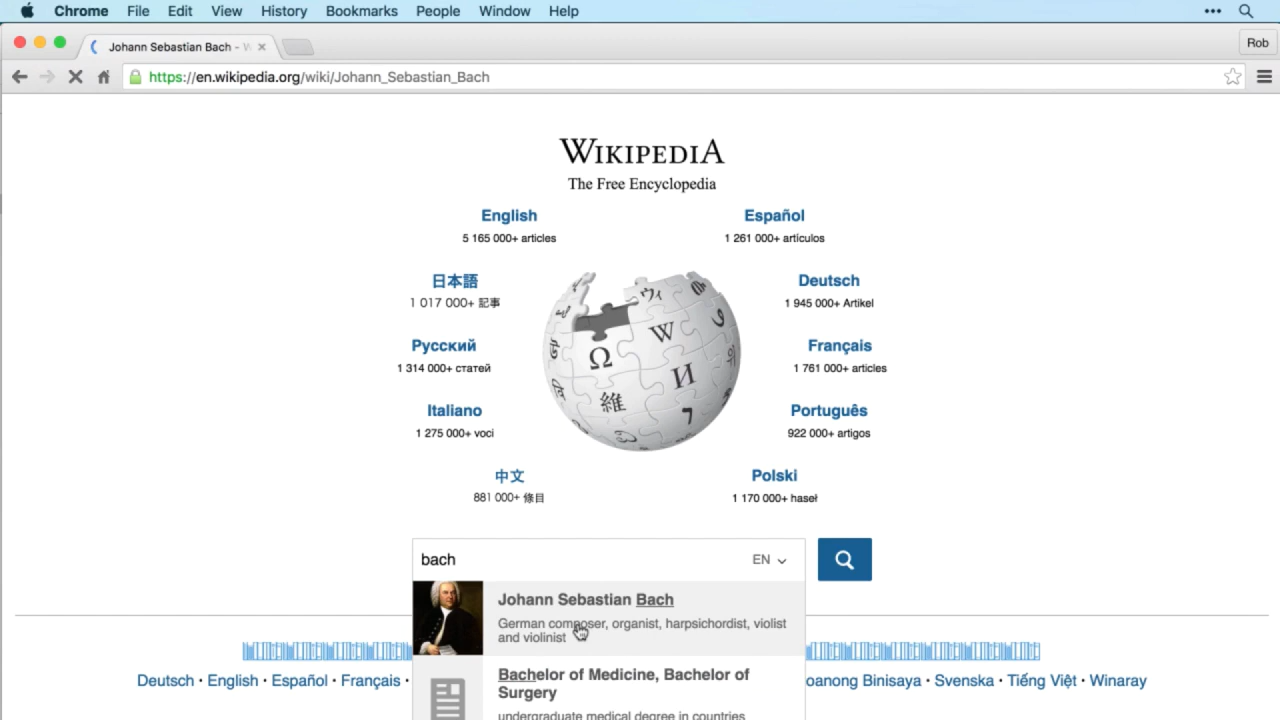 Chrome File Edit View History Bookmarks People Window Help
Johann Sebastian Bach - W
Rob
https://en.wikipedia.org/wiki/Johann_Sebastian_Bach
WIKIPEDIA
The Free Encyclopedia
English
5 165 000+ articles
Español
1 261 000+ artículos
日本語
1 017 000+ 記事
Deutsch
1 945 000+ Artikel
Русский
1 314 000+ статей
Français
1 761 000+ articles
Italiano
1 275 000+ voci
Português
922 000+ artigos
中文
881 000+ 條目
Polski
1 170 000+ haseł
Ω W И 維 ウィ 7
bach
EN
Johann Sebastian Bach
German composer, organist, harpsichordist, violist
and violinist
Bachelor of Medicine, Bachelor of
Surgery
undergraduate medical degree in countries
Deutsch · English · Español · Français ·
oanong Binisaya · Svenska · Tiếng Việt · Winaray